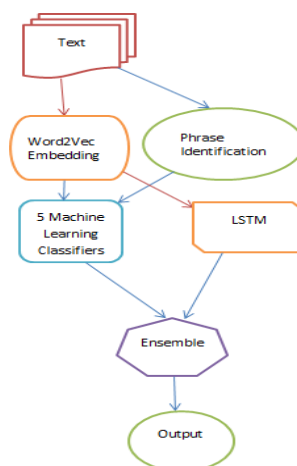 Text
Word2Vec
Embedding
Phrase
Identification
5 Machine
Learning
Classifiers
LSTM
Ensemble
Output